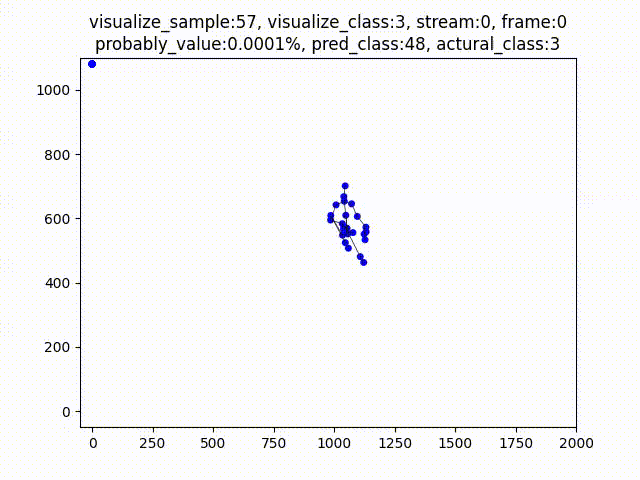 visualize_sample:57, visualize_class:3, stream:0, frame:0
probably_value:0.0001%, pred_class:48, actural_class:3
1000
800
600
400
200
0
0 250 500 750 1000 1250 1500 1750 2000